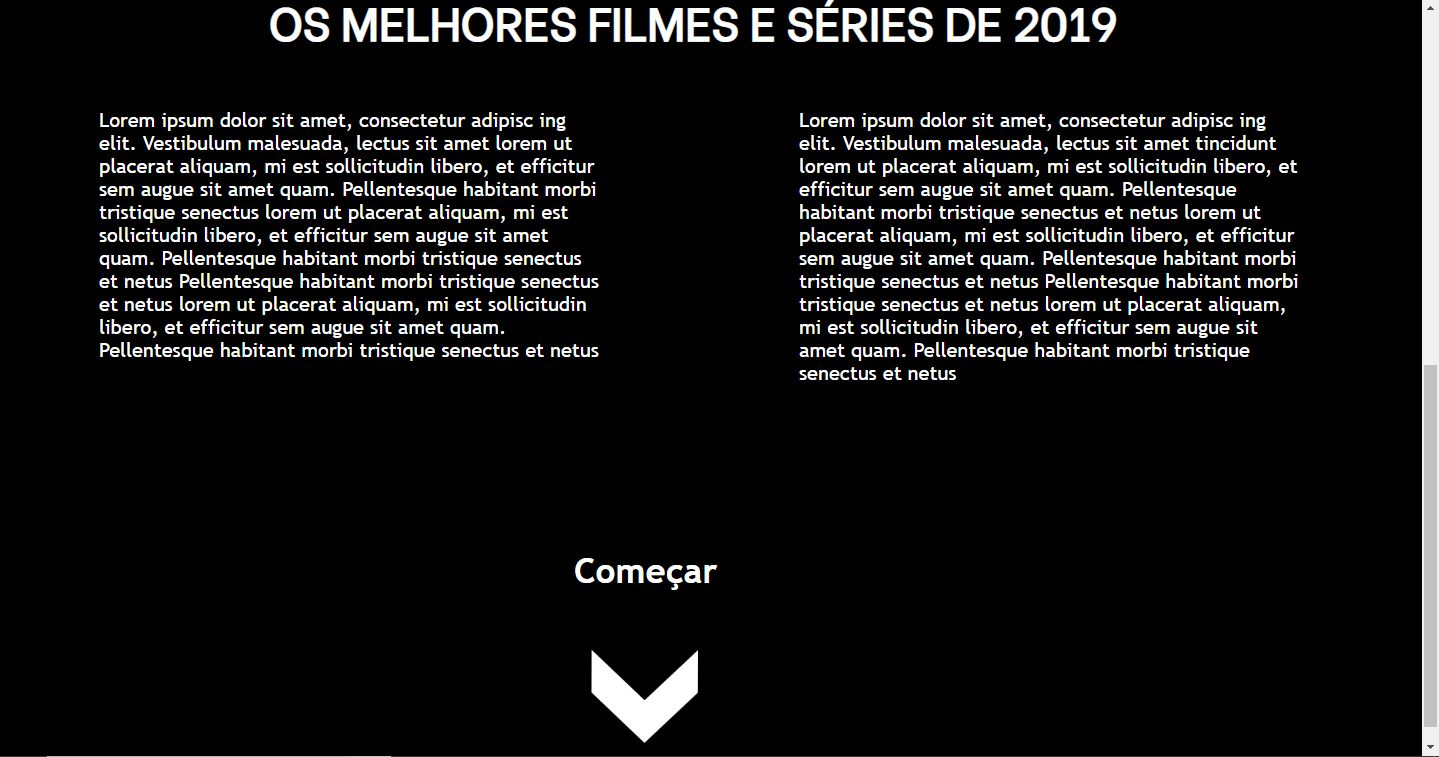 OS MELHORES FILMES E SÉRIES DE 2019
Lorem ipsum dolor sit amet, consectetur adipisc ing
elit. Vestibulum malesuada, lectus sit amet lorem ut
placerat aliquam, mi est sollicitudin libero, et efficitur
sem augue sit amet quam. Pellentesque habitant morbi
tristique senectus lorem ut placerat aliquam, mi est
sollicitudin libero, et efficitur sem augue sit amet
quam. Pellentesque habitant morbi tristique senectus
et netus Pellentesque habitant morbi tristique senectus
et netus lorem ut placerat aliquam, mi est sollicitudin
libero, et efficitur sem augue sit amet quam.
Pellentesque habitant morbi tristique senectus et netus
Lorem ipsum dolor sit amet, consectetur adipisc ing
elit. Vestibulum malesuada, lectus sit amet tincidunt
lorem ut placerat aliquam, mi est sollicitudin libero, et
efficitur sem augue sit amet quam. Pellentesque
habitant morbi tristique senectus et netus lorem ut
placerat aliquam, mi est sollicitudin libero, et efficitur
sem augue sit amet quam. Pellentesque habitant morbi
tristique senectus et netus Pellentesque habitant morbi
tristique senectus et netus lorem ut placerat aliquam,
mi est sollicitudin libero, et efficitur sem augue sit
amet quam. Pellentesque habitant morbi tristique
senectus et netus
Começar